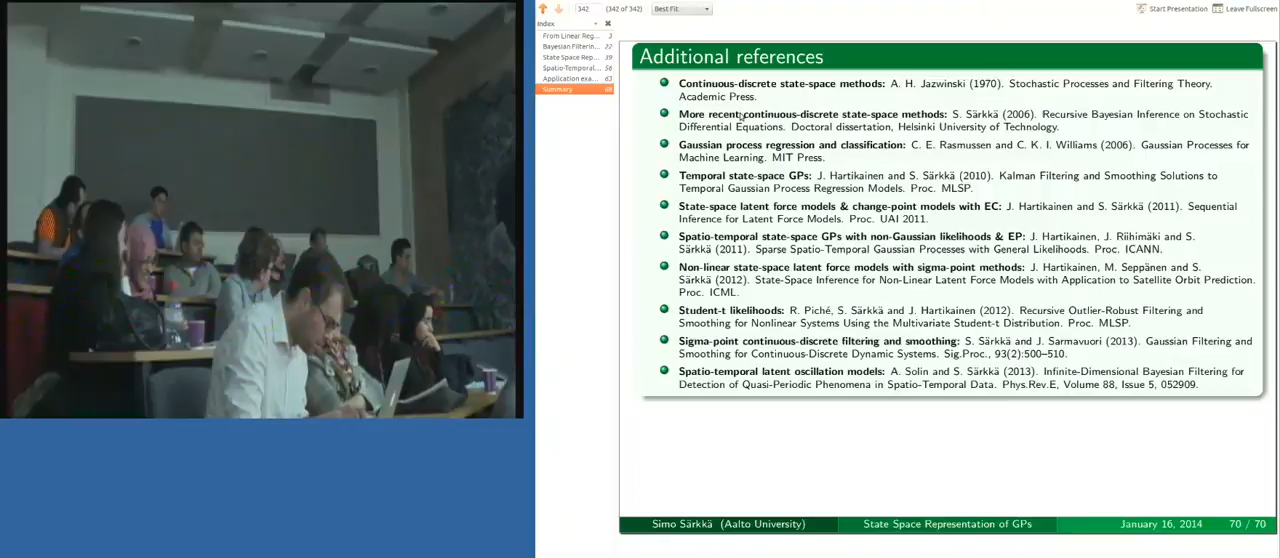 342 (342 of 342) Best Fit Start Presentation Leave Fullscreen
Index
From Linear Reg... 3
Bayesian Filterin... 22
State Space Rep... 39
Spatio-Temporal... 56
Application exa... 63
Summary 68
Additional references
Continuous-discrete state-space methods: A. H. Jazwinski (1970). Stochastic Processes and Filtering Theory.
Academic Press.
More recent continuous-discrete state-space methods: S. Särkkä (2006). Recursive Bayesian Inference on Stochastic
Differential Equations. Doctoral dissertation, Helsinki University of Technology.
Gaussian process regression and classification: C. E. Rasmussen and C. K. I. Williams (2006). Gaussian Processes for
Machine Learning. MIT Press.
Temporal state-space GPs: J. Hartikainen and S. Särkkä (2010). Kalman Filtering and Smoothing Solutions to
Temporal Gaussian Process Regression Models. Proc. MLSP.
State-space latent force models & change-point models with EC: J. Hartikainen and S. Särkkä (2011). Sequential
Inference for Latent Force Models. Proc. UAI 2011.
Spatio-temporal state-space GPs with non-Gaussian likelihoods & EP: J. Hartikainen, J. Riihimäki and S.
Särkkä (2011). Sparse Spatio-Temporal Gaussian Processes with General Likelihoods. Proc. ICANN.
Non-linear state-space latent force models with sigma-point methods: J. Hartikainen, M. Seppänen and S.
Särkkä (2012). State-Space Inference for Non-Linear Latent Force Models with Application to Satellite Orbit Prediction.
Proc. ICML.
Student-t likelihoods: R. Piché, S. Särkkä and J. Hartikainen (2012). Recursive Outlier-Robust Filtering and
Smoothing for Nonlinear Systems Using the Multivariate Student-t Distribution. Proc. MLSP.
Sigma-point continuous-discrete filtering and smoothing: S. Särkkä and J. Sarmavuori (2013). Gaussian Filtering and
Smoothing for Continuous-Discrete Dynamic Systems. Sig.Proc., 93(2):500–510.
Spatio-temporal latent oscillation models: A. Solin and S. Särkkä (2013). Infinite-Dimensional Bayesian Filtering for
Detection of Quasi-Periodic Phenomena in Spatio-Temporal Data. Phys.Rev.E, Volume 88, Issue 5, 052909.
Simo Särkkä (Aalto University) State Space Representation of GPs January 16, 2014 70 / 70